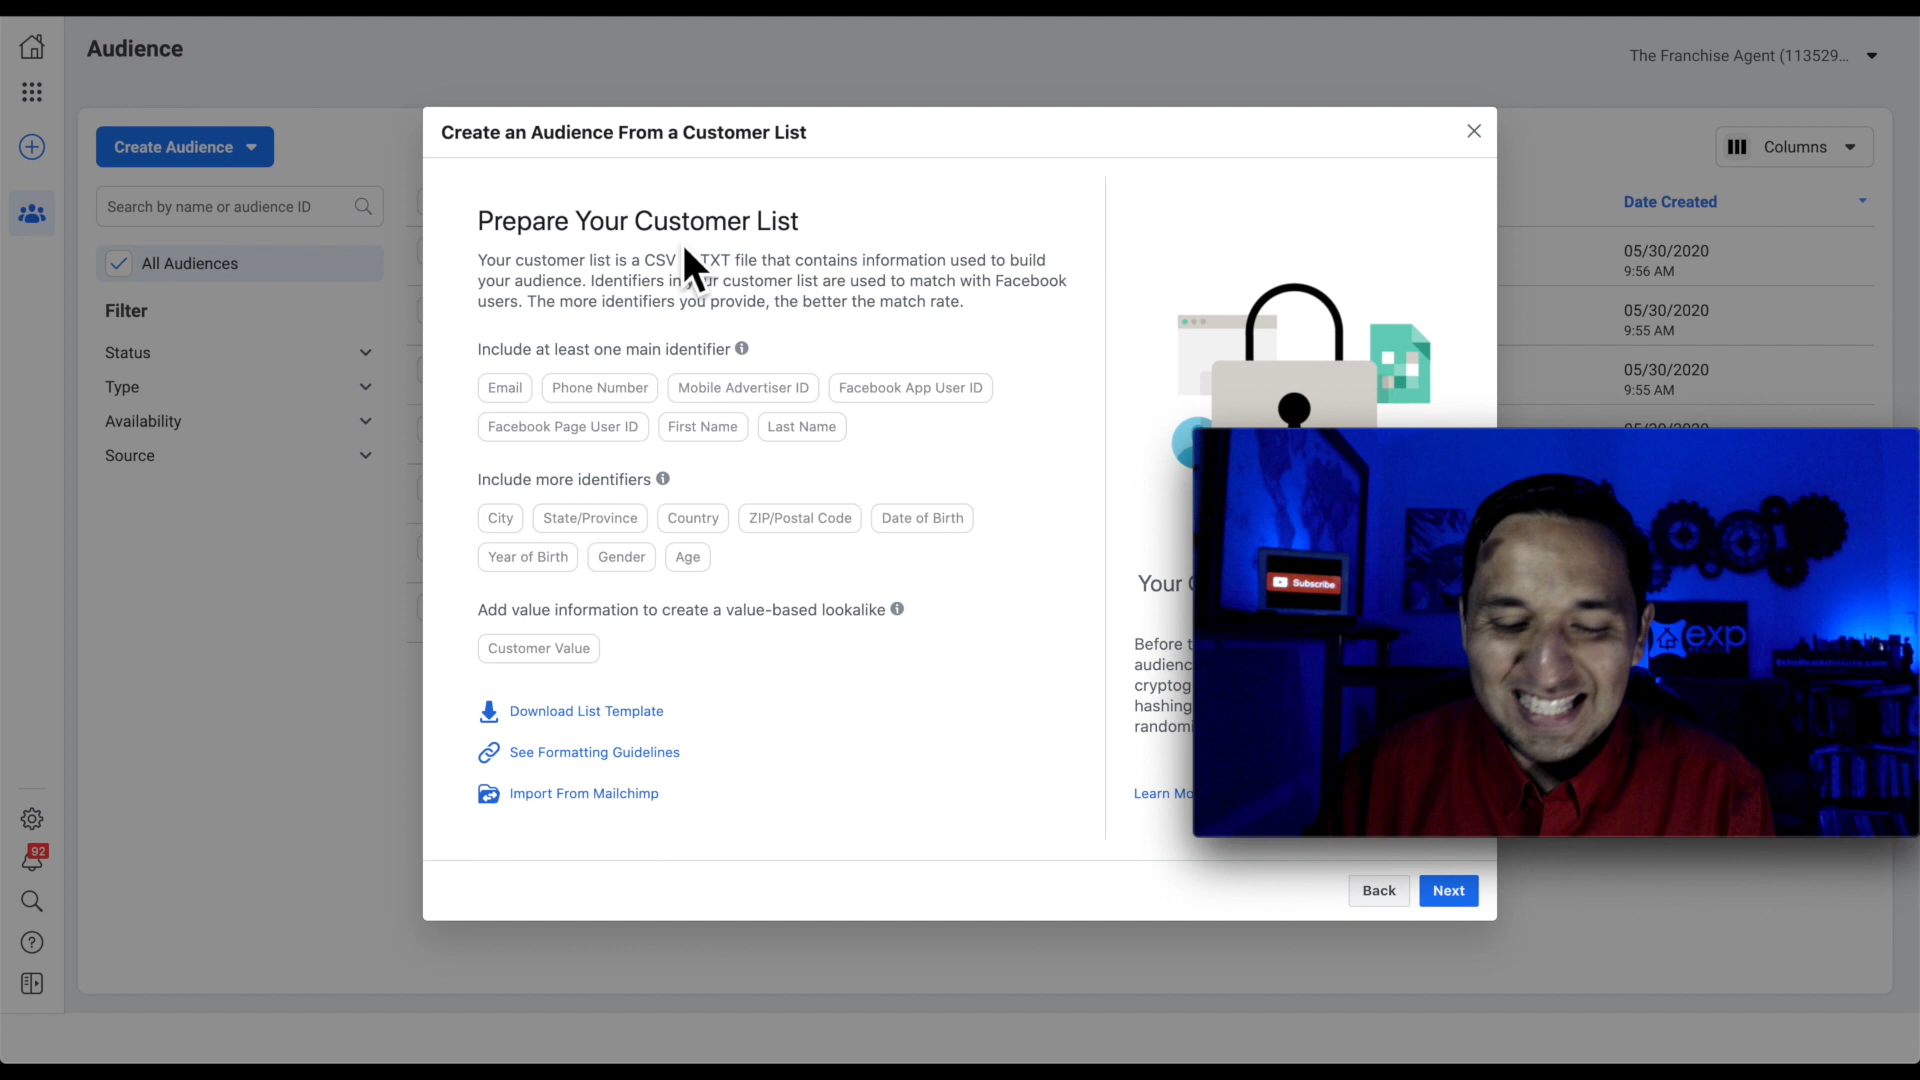 Audience
The Franchise Agent (113529...
Create Audience
Columns
Search by name or audience ID
All Audiences
Filter
Status
Type
Availability
Source
92
Create an Audience From a Customer List
Prepare Your Customer List
Your customer list is a CSV TXT file that contains information used to build
your audience. Identifiers in your customer list are used to match with Facebook
users. The more identifiers you provide, the better the match rate.
Include at least one main identifier
Email
Phone Number
Mobile Advertiser ID
Facebook App User ID
Facebook Page User ID
First Name
Last Name
Include more identifiers
City
State/Province
Country
ZIP/Postal Code
Date of Birth
Year of Birth
Gender
Age
Add value information to create a value-based lookalike
Customer Value
Download List Template
See Formatting Guidelines
Import From Mailchimp
Your
Before
audienc
cryptog
hashing
randomi
Learn Mo
Back
Next
Date Created
05/30/2020
9:56 AM
05/30/2020
9:55 AM
05/30/2020
9:55 AM
Subscribe
exp